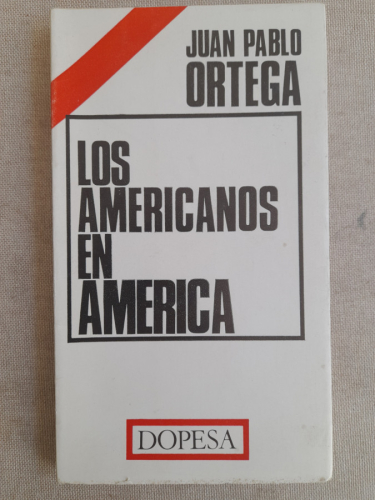 JUAN PABLO
ORTEGA
LOS
AMERICANOS
EN
AMERICA
DOPESA